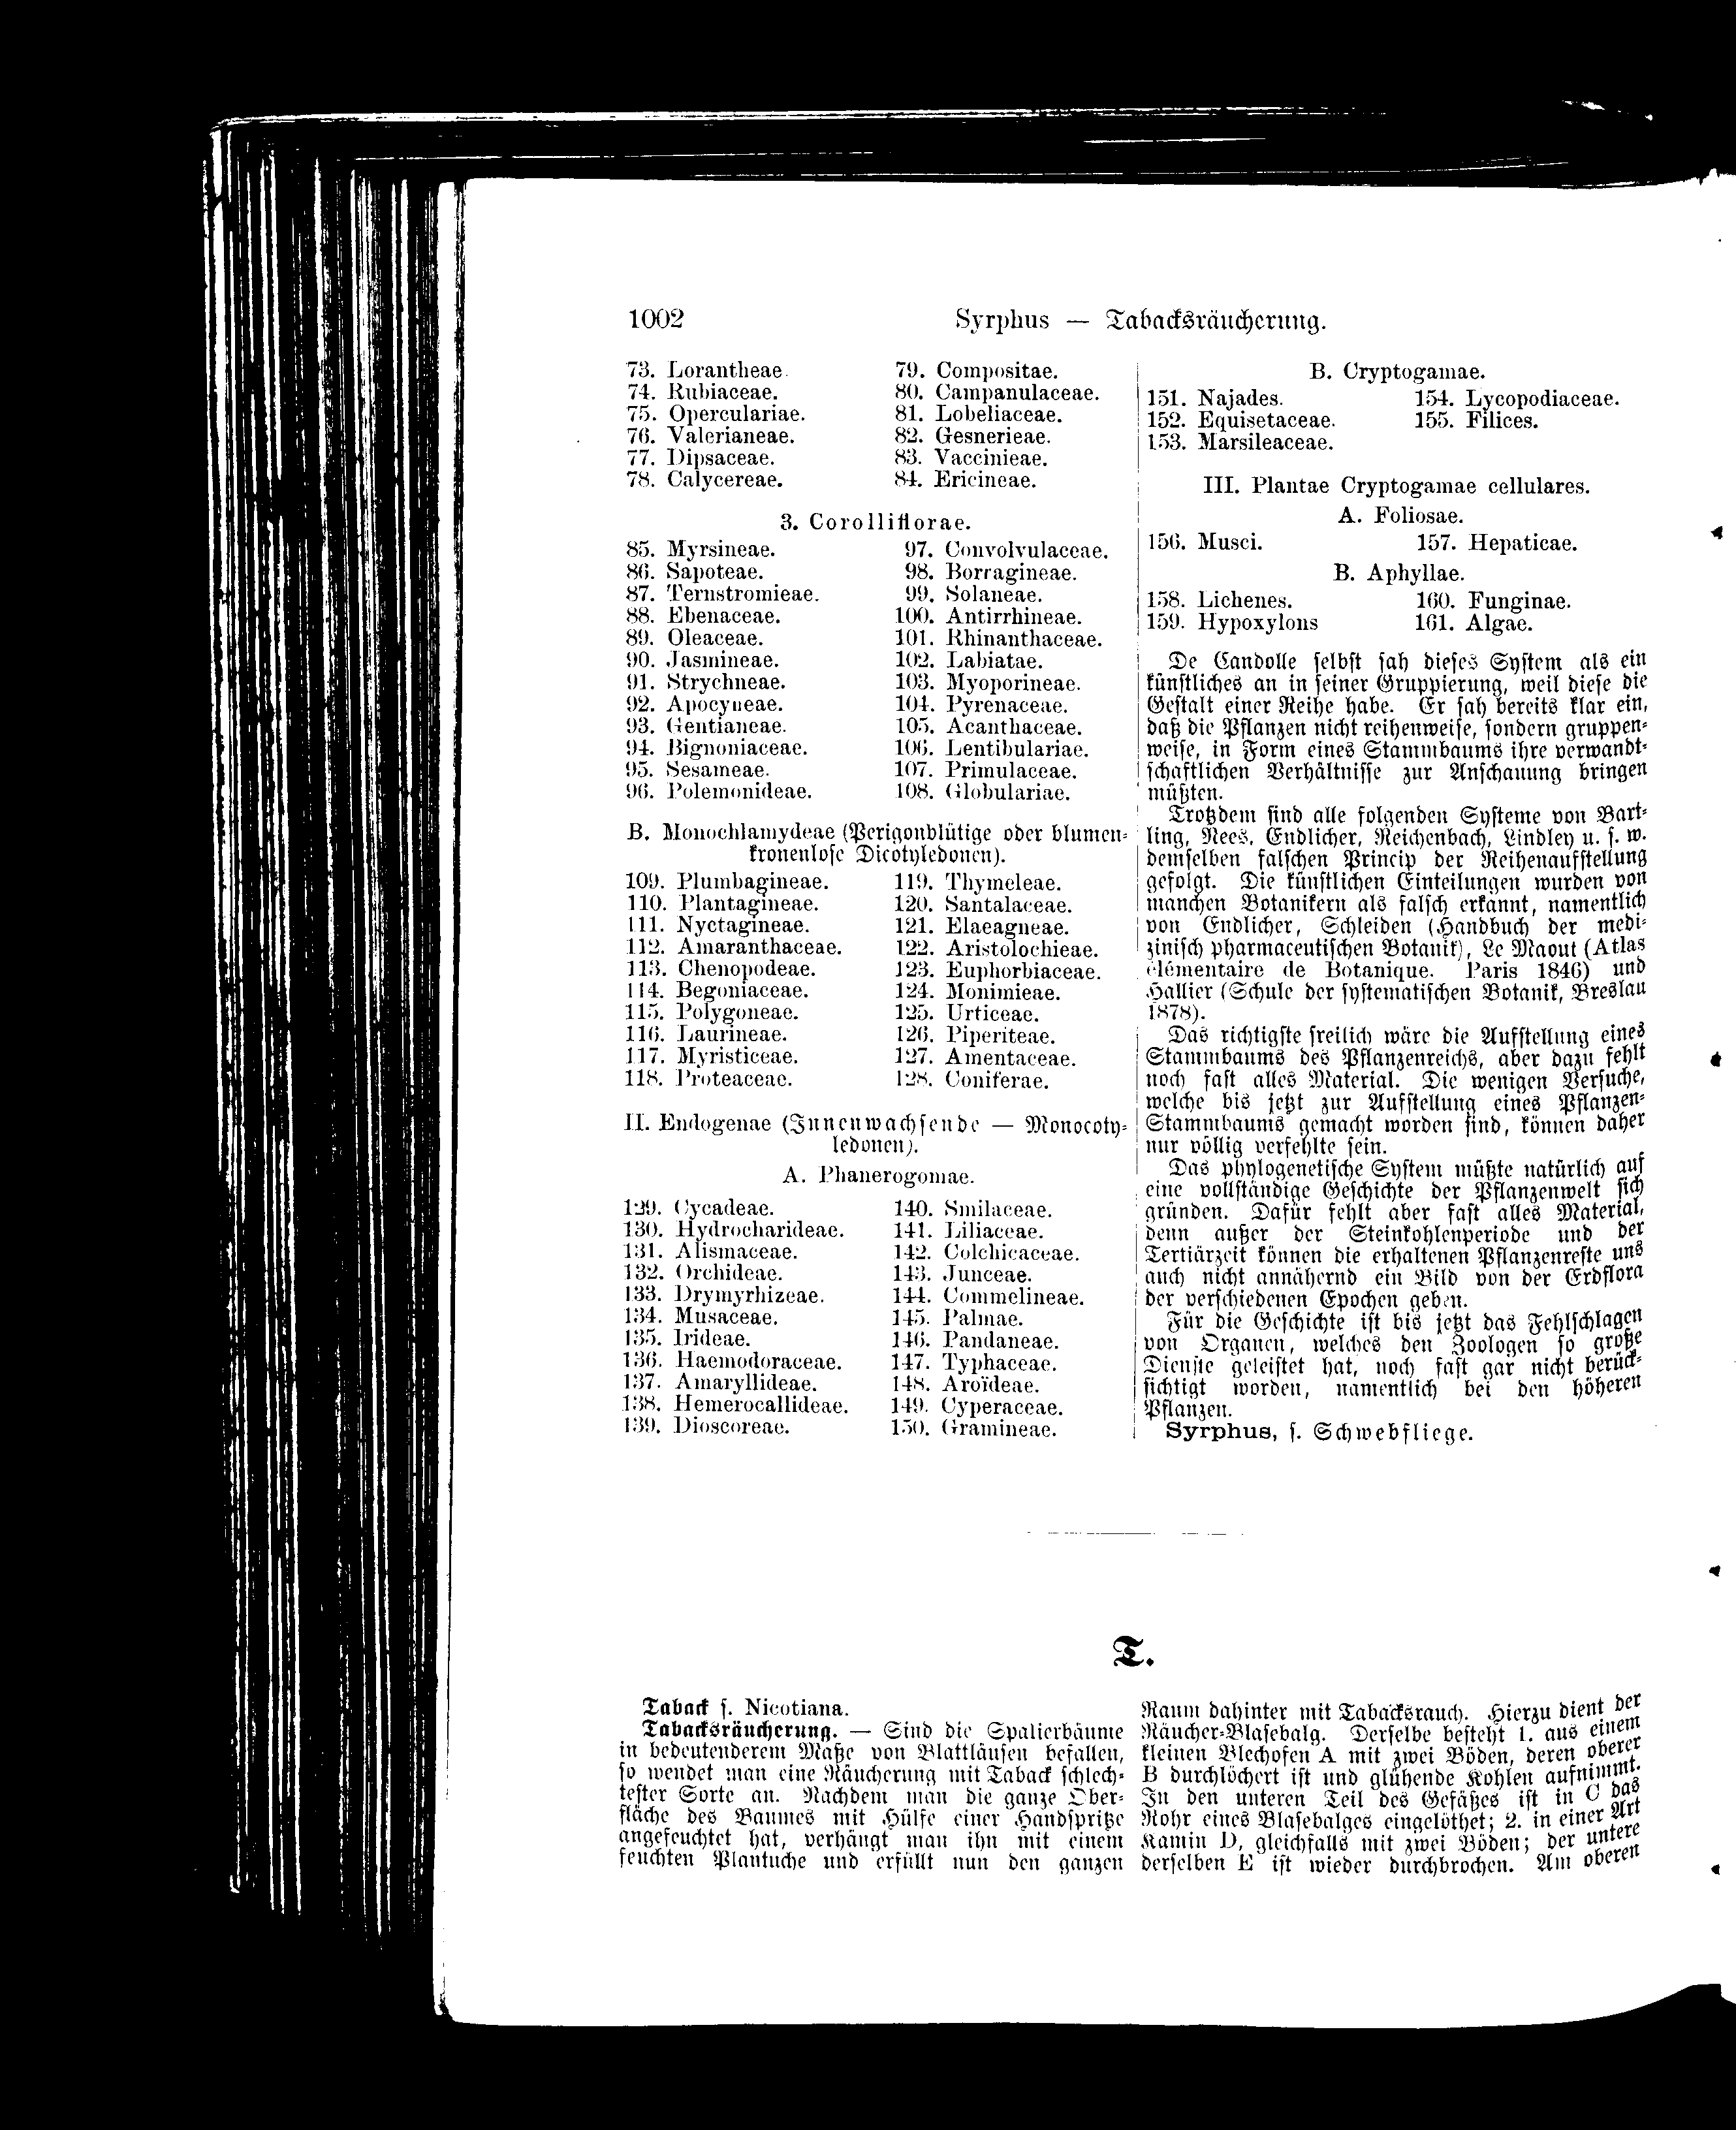 1002
Syrphus — Tabacksräucherung.
73. Lorantheae.
74. Rubiaceae.
75. Operculariae.
76. Valerianeae.
77. Dipsaceae.
78. Calycereae.
79. Compositae.
80. Campanulaceae.
81. Lobeliaceae.
82. Gesnerieae.
83. Vaccinieae.
84. Ericineae.
3. Corolliflorae.
85. Myrsineae.
86. Sapoteae.
87. Ternstromieae.
88. Ebenaceae.
89. Oleaceae.
90. Jasmineae.
91. Strychneae.
92. Apocyneae.
93. Gentianeae.
94. Bignoniaceae.
95. Sesameae.
96. Polemonideae.
97. Convolvulaceae.
98. Borragineae.
99. Solaneae.
100. Antirrhineae.
101. Rhinanthaceae.
102. Labiatae.
103. Myoporineae.
104. Pyrenaceae.
105. Acanthaceae.
106. Lentibulariae.
107. Primulaceae.
108. Globulariae.
B. Monochlamydeae (Perigonblütige oder blumen-
kronenlose Dicotyledonen).
109. Plumbagineae.
110. Plantagineae.
111. Nyctagineae.
112. Amaranthaceae.
113. Chenopodeae.
114. Begoniaceae.
115. Polygoneae.
116. Laurineae.
117. Myristiceae.
118. Proteaceae.
119. Thymeleae.
120. Santalaceae.
121. Elaeagneae.
122. Aristolochieae.
123. Euphorbiaceae.
124. Monimieae.
125. Urticeae.
126. Piperiteae.
127. Amentaceae.
128. Coniferae.
II. Endogenae (Innenwachsende — Monocoty-
ledonen).
A. Phanerogomae.
129. Cycadeae.
130. Hydrocharideae.
131. Alismaceae.
132. Orchideae.
133. Drymyrhizeae.
134. Musaceae.
135. Irideae.
136. Haemodoraceae.
137. Amaryllideae.
138. Hemerocallideae.
139. Dioscoreae.
140. Smilaceae.
141. Liliaceae.
142. Colchicaceae.
143. Junceae.
144. Commelineae.
145. Palmae.
146. Pandaneae.
147. Typhaceae.
148. Aroïdeae.
149. Cyperaceae.
150. Gramineae.
B. Cryptogamae.
151. Najades.
152. Equisetaceae.
153. Marsileaceae.
154. Lycopodiaceae.
155. Filices.
III. Plantae Cryptogamae cellulares.
A. Foliosae.
156. Musci.
157. Hepaticae.
B. Aphyllae.
158. Lichenes.
159. Hypoxylons
160. Funginae.
161. Algae.
De Candolle selbst sah dieses System als ein
künstliches an in seiner Gruppierung, weil diese die
Gestalt einer Reihe habe. Er sah bereits klar ein,
daß die Pflanzen nicht reihenweise, sondern gruppen-
weise, in Form eines Stammbaums ihre verwandt-
schaftlichen Verhältnisse zur Anschauung bringen
müßten.
Trotzdem sind alle folgenden Systeme von Bart-
ling, Nees, Endlicher, Reichenbach, Lindley u. s. w.
demselben falschen Princip der Reihenaufstellung
gefolgt. Die künstlichen Einteilungen wurden von
manchen Botanikern als falsch erkannt, namentlich
von Endlicher, Schleiden (Handbuch der medi-
zinisch pharmaceutischen Botanik), Le Maout (Atlas
élémentaire de Botanique. Paris 1846) und
Hallier (Schule der systematischen Botanik, Breslau
1878).
Das richtigste freilich wäre die Aufstellung eines
Stammbaums des Pflanzenreichs, aber dazu fehlt
noch fast alles Material. Die wenigen Versuche,
welche bis jetzt zur Aufstellung eines Pflanzen-
Stammbaums gemacht worden sind, können daher
nur völlig verfehlte sein.
Das phylogenetische System müßte natürlich auf
eine vollständige Geschichte der Pflanzenwelt sich
gründen. Dafür fehlt aber fast alles Material,
denn außer der Steinkohlenperiode und der
Tertiärzeit können die erhaltenen Pflanzenreste uns
auch nicht annähernd ein Bild von der Erdflora
der verschiedenen Epochen geben.
Für die Geschichte ist bis jetzt das Fehlschlagen
von Organen, welches den Zoologen so große
Dienste geleistet hat, noch fast gar nicht berück-
sichtigt worden, namentlich bei den höheren
Pflanzen.
Syrphus, s. Schwebfliege.
T.
Taback s. Nicotiana.
Tabacksräucherung. — Sind die Spalierbäume
in bedeutenderem Maße von Blattläusen befallen,
so wendet man eine Räucherung mit Taback schlech-
tester Sorte an. Nachdem man die ganze Ober-
fläche des Baumes mit Hülfe einer Handspritze
angefeuchtet hat, verhängt man ihn mit einem
feuchten Plantuche und erfüllt nun den ganzen
Raum dahinter mit Tabacksrauch. Hierzu dient der
Räucher-Blasebalg. Derselbe besteht 1. aus einem
kleinen Blechofen A mit zwei Böden, deren oberer
B durchlöchert ist und glühende Kohlen aufnimmt.
In den unteren Teil des Gefäßes ist in C das
Rohr eines Blasebalges eingelöthet; 2. in einer Art
Kamin D, gleichfalls mit zwei Böden; der untere
derselben E ist wieder durchbrochen. Am oberen